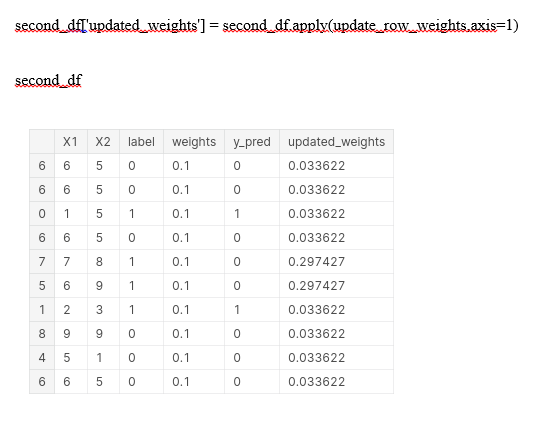 second_df['updated_weights'] = second_df.apply(update_row_weights,axis=1)
second_df
X1 X2 label weights y_pred updated_weights
6 6 5 0 0.1 0 0.033622
6 6 5 0 0.1 0 0.033622
0 1 5 1 0.1 1 0.033622
6 6 5 0 0.1 0 0.033622
7 7 8 1 0.1 0 0.297427
5 6 9 1 0.1 0 0.297427
1 2 3 1 0.1 1 0.033622
8 9 9 0 0.1 0 0.033622
4 5 1 0 0.1 0 0.033622
6 6 5 0 0.1 0 0.033622